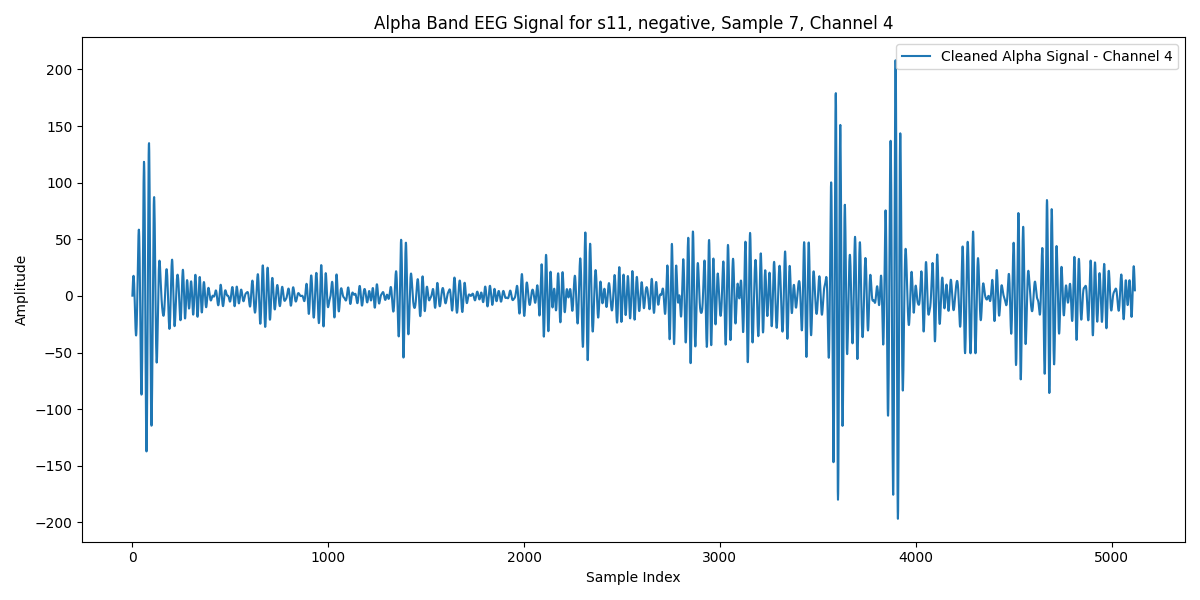 Alpha Band EEG Signal for s11, negative, Sample 7, Channel 4
Cleaned Alpha Signal - Channel 4
Amplitude
200
150
100
50
0
−50
−100
−150
−200
0 1000 2000 3000 4000 5000
Sample Index